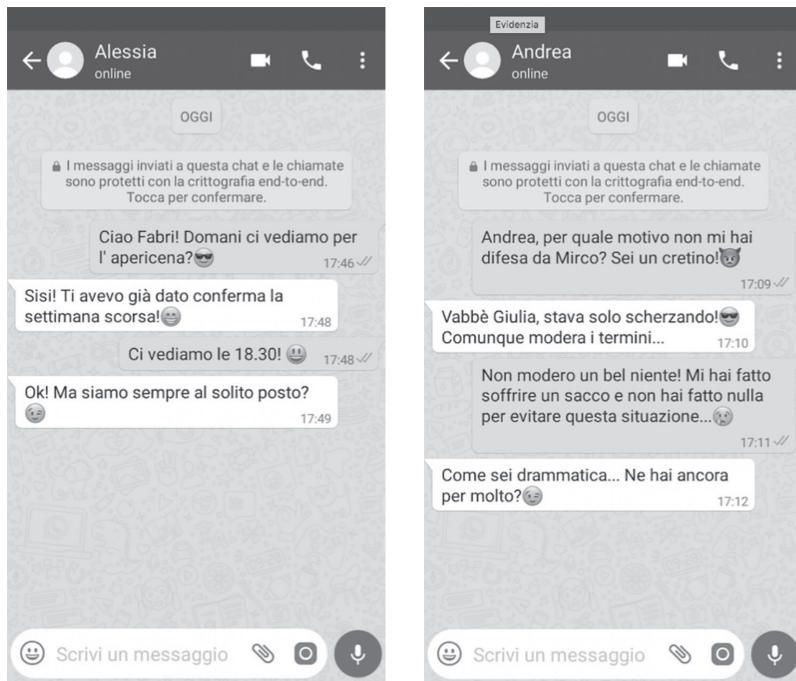 Alessia
online
OGGI
I messaggi inviati a questa chat e le chiamate
sono protetti con la crittografia end-to-end.
Tocca per confermare.
Ciao Fabri! Domani ci vediamo per
l' apericena?😎
17:46
Sisi! Ti avevo già dato conferma la
settimana scorsa!😁
17:48
Ci vediamo le 18.30! 😃 17:48
Ok! Ma siamo sempre al solito posto?
😉
17:49
Scrivi un messaggio
Evidenzia
Andrea
online
OGGI
I messaggi inviati a questa chat e le chiamate
sono protetti con la crittografia end-to-end.
Tocca per confermare.
Andrea, per quale motivo non mi hai
difesa da Mirco? Sei un cretino!😈
17:09
Vabbè Giulia, stava solo scherzando!😎
Comunque modera i termini...
17:10
Non modero un bel niente! Mi hai fatto
soffrire un sacco e non hai fatto nulla
per evitare questa situazione...😢
17:11
Come sei drammatica... Ne hai ancora
per molto?😉
17:12
Scrivi un messaggio